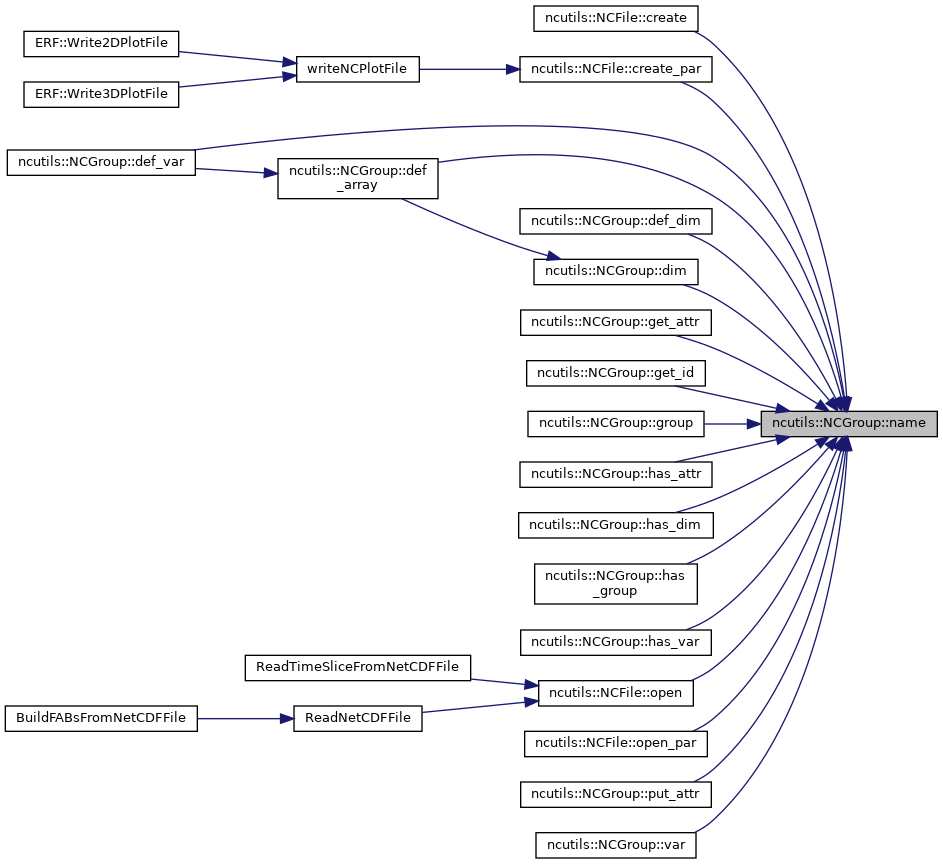 ncutils::NCFile::create
ERF::Write2DPlotFile
writeNCPlotFile
ncutils::NCFile::create_par
ERF::Write3DPlotFile
ncutils::NCGroup::def_var
ncutils::NCGroup::def
_array
ncutils::NCGroup::def_dim
ncutils::NCGroup::dim
ncutils::NCGroup::get_attr
ncutils::NCGroup::get_id
ncutils::NCGroup::group
ncutils::NCGroup::name
ncutils::NCGroup::has_attr
ncutils::NCGroup::has_dim
ncutils::NCGroup::has
_group
ncutils::NCGroup::has_var
ReadTimeSliceFromNetCDFFile
ncutils::NCFile::open
BuildFABsFromNetCDFFile
ReadNetCDFFile
ncutils::NCFile::open_par
ncutils::NCGroup::put_attr
ncutils::NCGroup::var